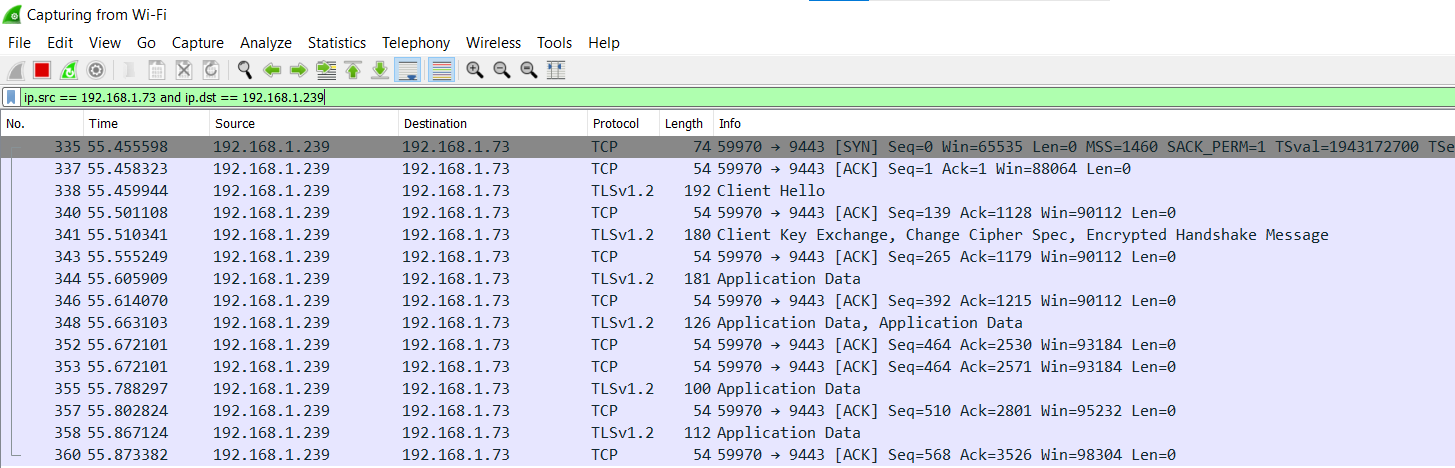 Capturing from Wi-Fi
File Edit View Go Capture Analyze Statistics Telephony Wireless Tools Help
ip.src == 192.168.1.73 and ip.dst == 192.168.1.239
No. Time Source Destination Protocol Length Info
335 55.455598 192.168.1.239 192.168.1.73 TCP 74 59970 → 9443 [SYN] Seq=0 Win=65535 Len=0 MSS=1460 SACK_PERM=1 TSval=1943172700 TSe
337 55.458323 192.168.1.239 192.168.1.73 TCP 54 59970 → 9443 [ACK] Seq=1 Ack=1 Win=88064 Len=0
338 55.459944 192.168.1.239 192.168.1.73 TLSv1.2 192 Client Hello
340 55.501108 192.168.1.239 192.168.1.73 TCP 54 59970 → 9443 [ACK] Seq=139 Ack=1128 Win=90112 Len=0
341 55.510341 192.168.1.239 192.168.1.73 TLSv1.2 180 Client Key Exchange, Change Cipher Spec, Encrypted Handshake Message
343 55.555249 192.168.1.239 192.168.1.73 TCP 54 59970 → 9443 [ACK] Seq=265 Ack=1179 Win=90112 Len=0
344 55.605909 192.168.1.239 192.168.1.73 TLSv1.2 181 Application Data
346 55.614070 192.168.1.239 192.168.1.73 TCP 54 59970 → 9443 [ACK] Seq=392 Ack=1215 Win=90112 Len=0
348 55.663103 192.168.1.239 192.168.1.73 TLSv1.2 126 Application Data, Application Data
352 55.672101 192.168.1.239 192.168.1.73 TCP 54 59970 → 9443 [ACK] Seq=464 Ack=2530 Win=93184 Len=0
353 55.672101 192.168.1.239 192.168.1.73 TCP 54 59970 → 9443 [ACK] Seq=464 Ack=2571 Win=93184 Len=0
355 55.788297 192.168.1.239 192.168.1.73 TLSv1.2 100 Application Data
357 55.802824 192.168.1.239 192.168.1.73 TCP 54 59970 → 9443 [ACK] Seq=510 Ack=2801 Win=95232 Len=0
358 55.867124 192.168.1.239 192.168.1.73 TLSv1.2 112 Application Data
360 55.873382 192.168.1.239 192.168.1.73 TCP 54 59970 → 9443 [ACK] Seq=568 Ack=3526 Win=98304 Len=0